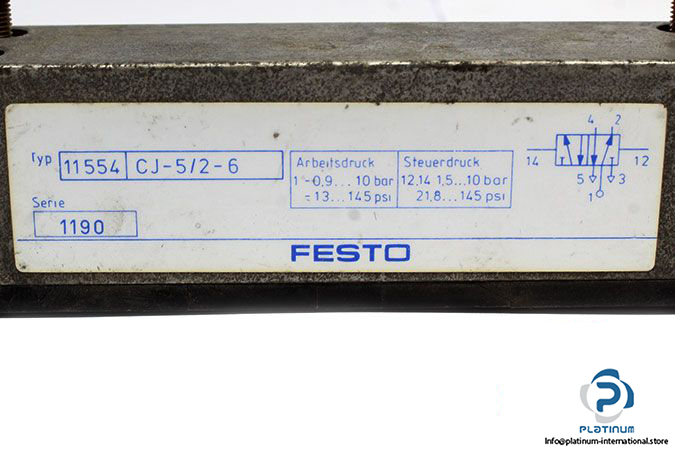 Typ 11554 CJ-5/2-6
Serie
1190
Arbeitsdruck
1 -0,9...10 bar
=13...145 psi
Steuerdruck
12,14 1,5...10 bar
21,8...145 psi
4 2
14 12
5 3
1
FESTO
PLATINUM
Info@platinum-international.store